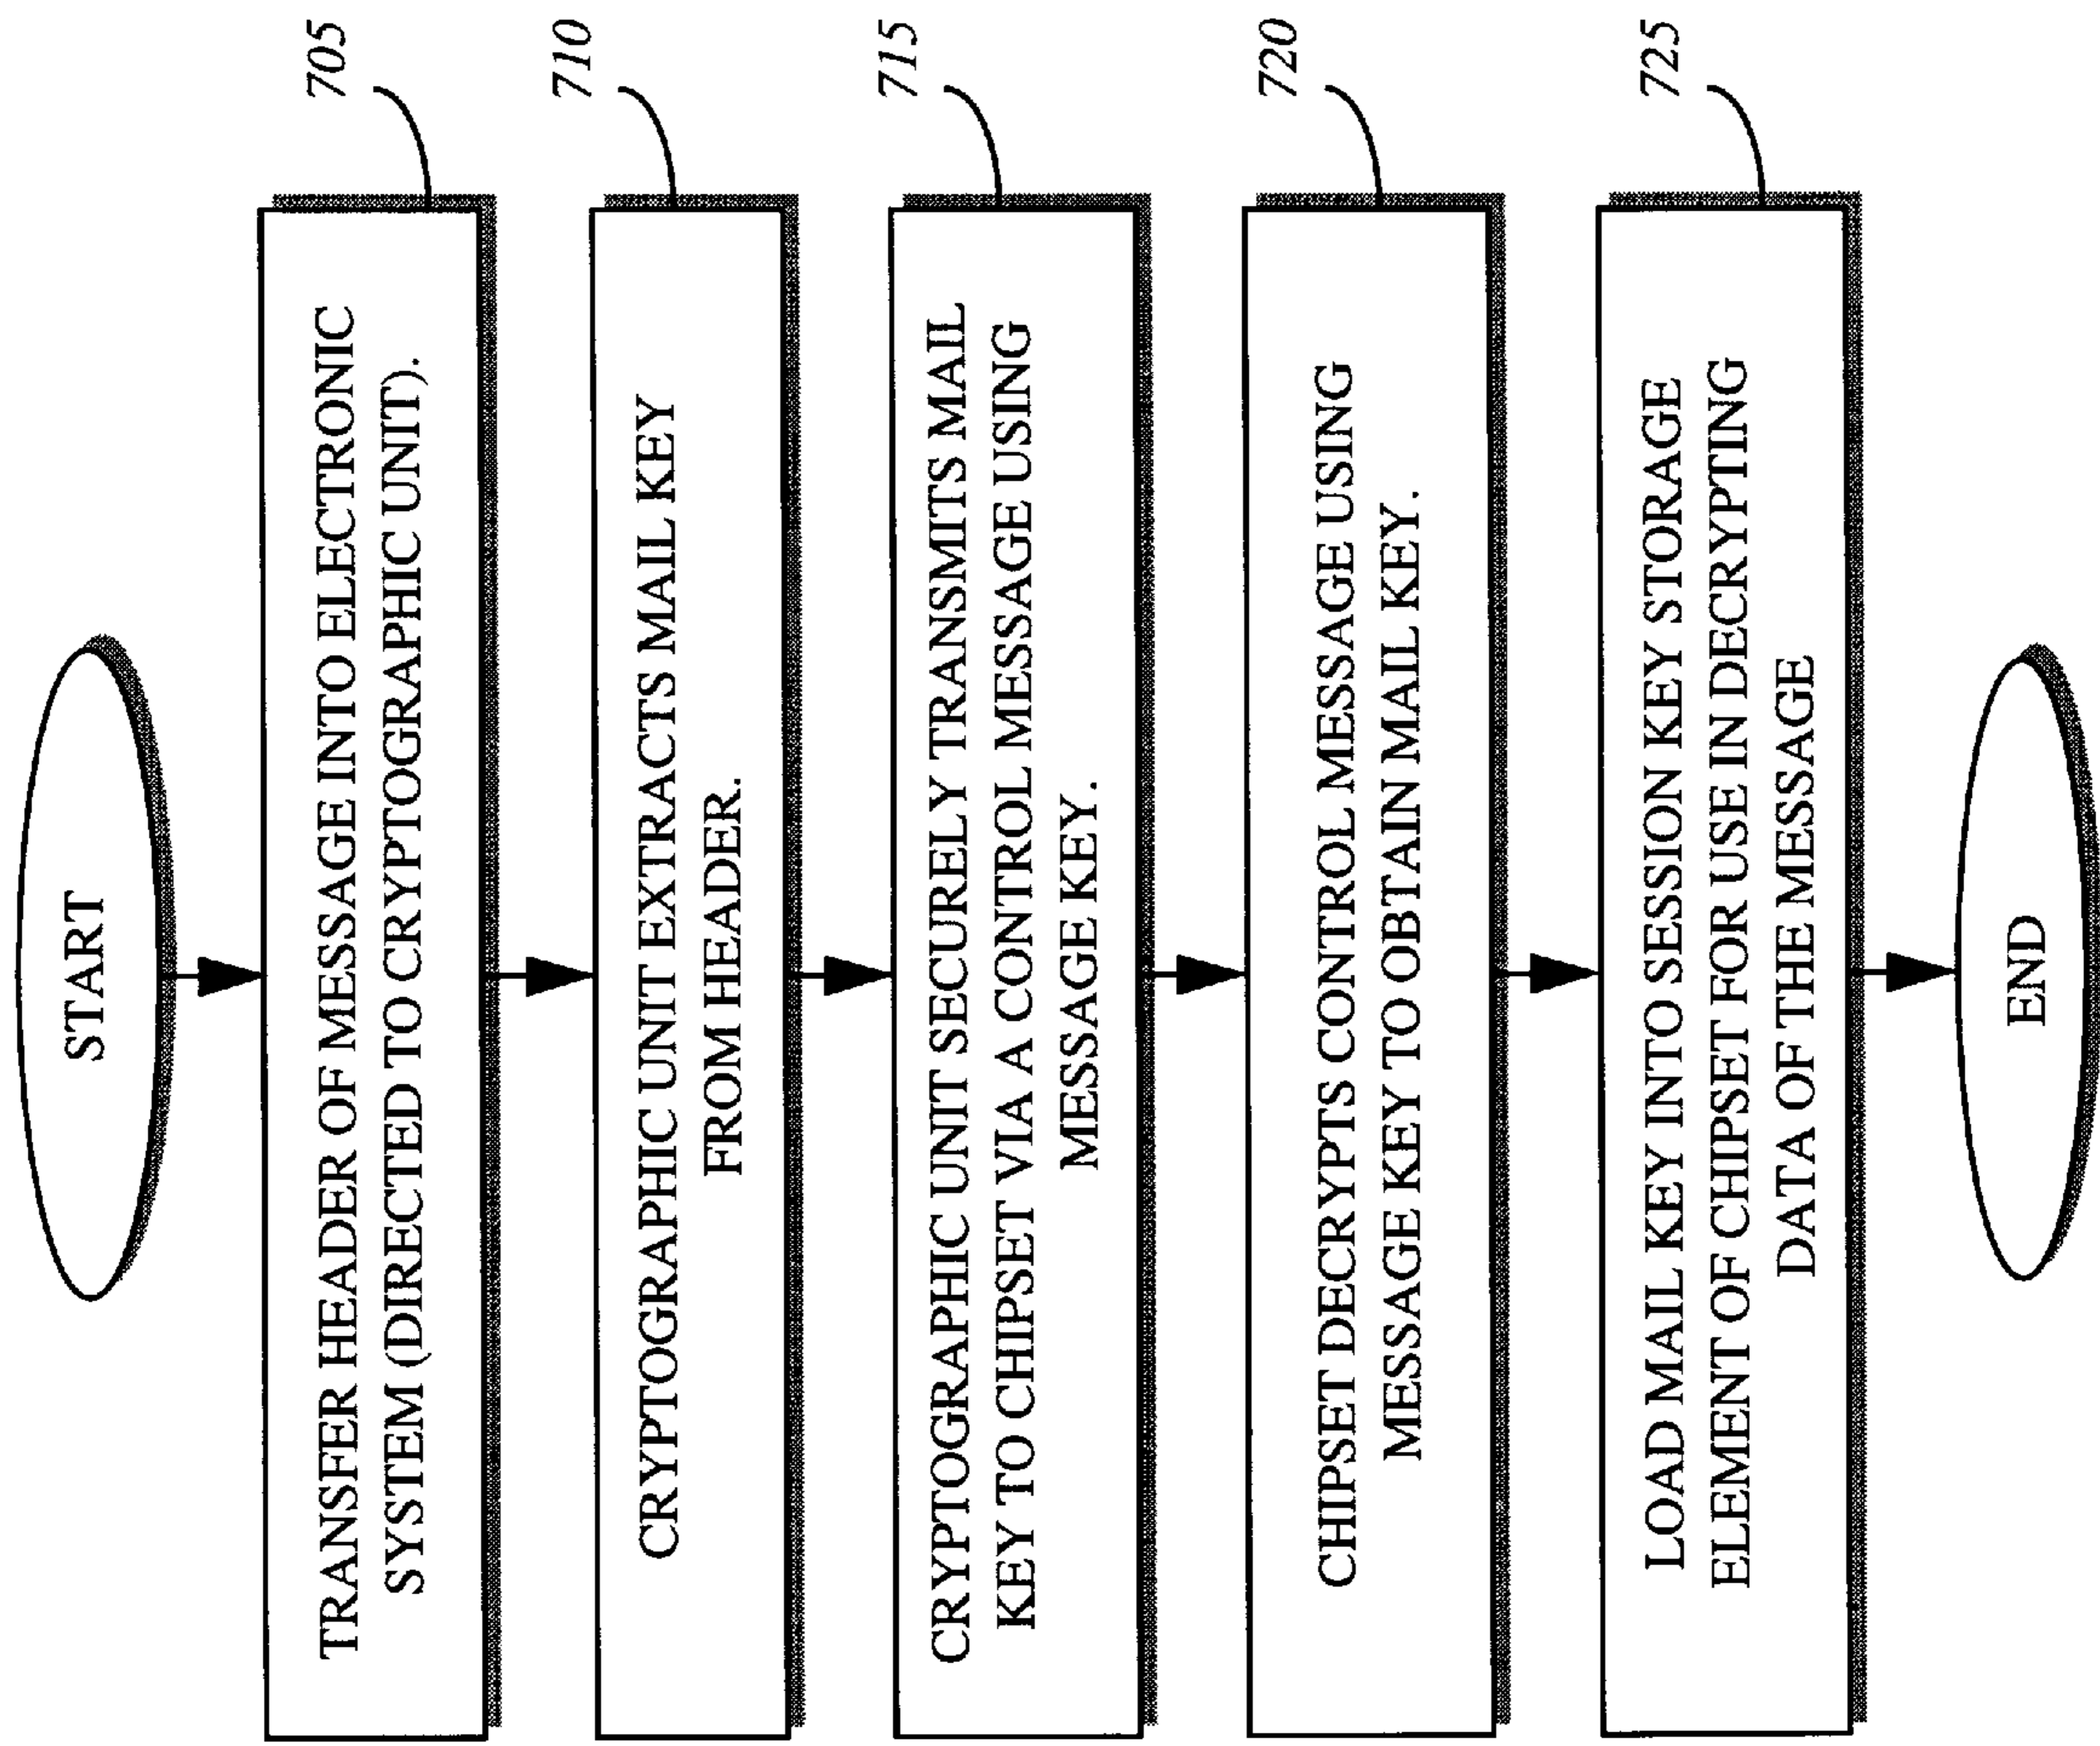 START
TRANSFER HEADER OF MESSAGE INTO ELECTRONIC
SYSTEM (DIRECTED TO CRYPTOGRAPHIC UNIT).
705
CRYPTOGRAPHIC UNIT EXTRACTS MAIL KEY
FROM HEADER.
710
CRYPTOGRAPHIC UNIT SECURELY TRANSMITS MAIL
KEY TO CHIPSET VIA A CONTROL MESSAGE USING
MESSAGE KEY.
715
CHIPSET DECRYPTS CONTROL MESSAGE USING
MESSAGE KEY TO OBTAIN MAIL KEY.
720
LOAD MAIL KEY INTO SESSION KEY STORAGE
ELEMENT OF CHIPSET FOR USE IN DECRYPTING
DATA OF THE MESSAGE
725
END